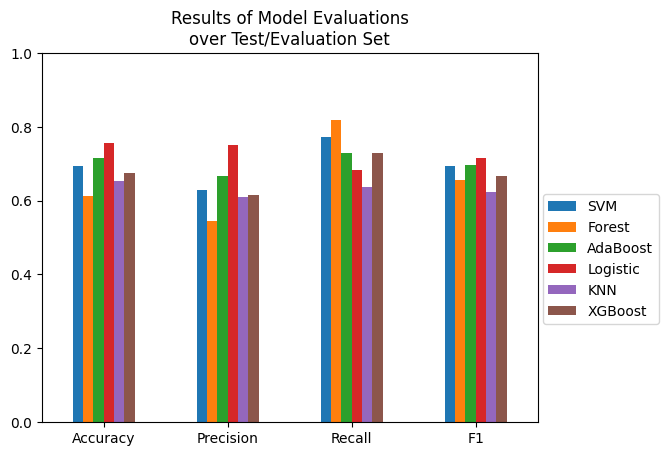 Results of Model Evaluations
over Test/Evaluation Set
1.0
0.8
0.6
0.4
0.2
0.0
Accuracy
Precision
Recall
F1
SVM
Forest
AdaBoost
Logistic
KNN
XGBoost